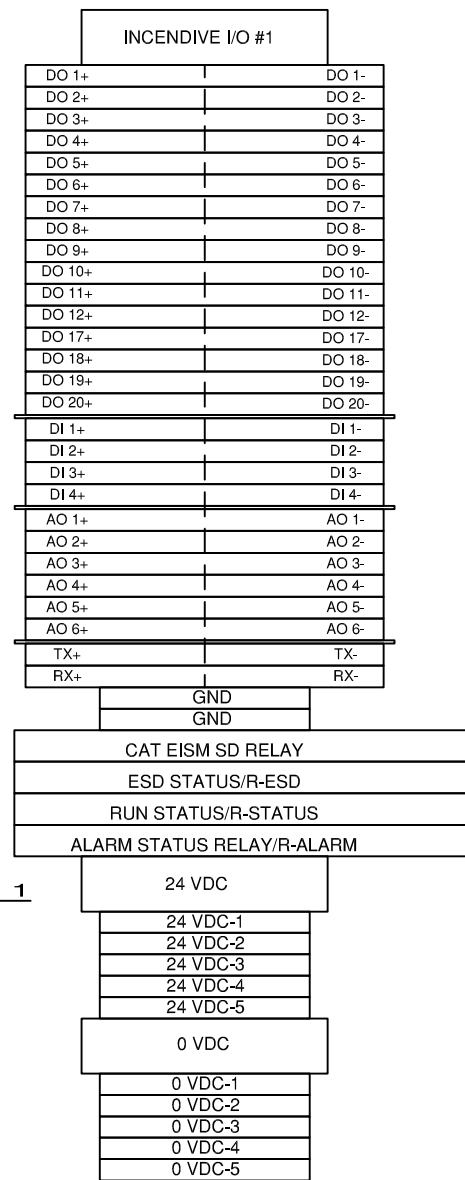 INCENDIVE I/O #1
DO 1+ DO 1-
DO 2+ DO 2-
DO 3+ DO 3-
DO 4+ DO 4-
DO 5+ DO 5-
DO 6+ DO 6-
DO 7+ DO 7-
DO 8+ DO 8-
DO 9+ DO 9-
DO 10+ DO 10-
DO 11+ DO 11-
DO 12+ DO 12-
DO 17+ DO 17-
DO 18+ DO 18-
DO 19+ DO 19-
DO 20+ DO 20-
DI 1+ DI 1-
DI 2+ DI 2-
DI 3+ DI 3-
DI 4+ DI 4-
AO 1+ AO 1-
AO 2+ AO 2-
AO 3+ AO 3-
AO 4+ AO 4-
AO 5+ AO 5-
AO 6+ AO 6-
TX+ TX-
RX+ RX-
GND
GND
CAT EISM SD RELAY
ESD STATUS/R-ESD
RUN STATUS/R-STATUS
ALARM STATUS RELAY/R-ALARM
24 VDC
1
24 VDC-1
24 VDC-2
24 VDC-3
24 VDC-4
24 VDC-5
0 VDC
0 VDC-1
0 VDC-2
0 VDC-3
0 VDC-4
0 VDC-5